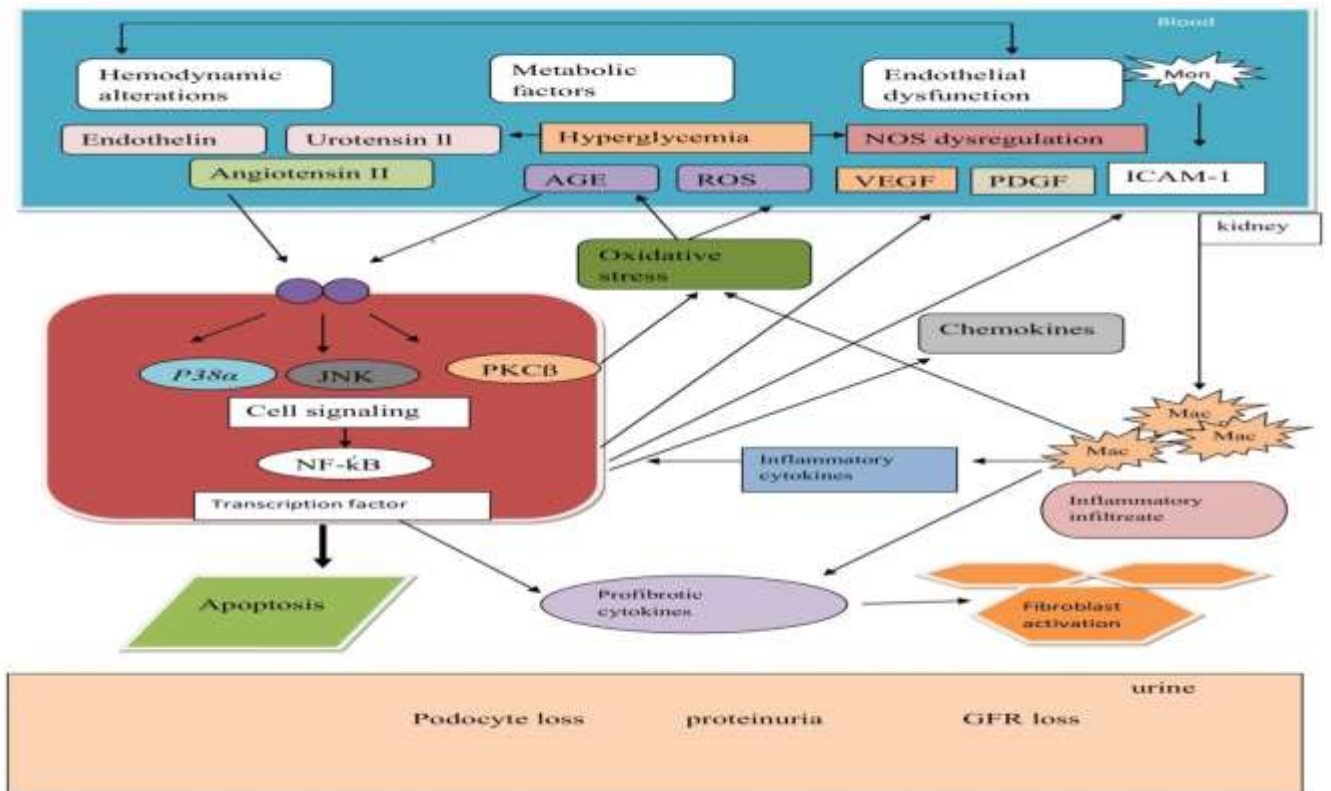 Blood
Hemodynamic
alterations
Metabolic
factors
Endothelial
dysfunction
Mon
Endothelin
Urotensin II
Hyperglycemia
NOS dysregulation
Angiotensin II
AGE
ROS
VEGF
PDGF
ICAM-1
kidney
Oxidative
stress
Chemokines
P38α
JNK
PKCβ
Cell signaling
NF-ḱB
Transcription factor
Inflammatory
cytokines
Mac
Mac
Mac
Inflammatory
infiltreate
Apoptosis
Profibrotic
cytokines
Fibroblast
activation
urine
Podocyte loss
proteinuria
GFR loss